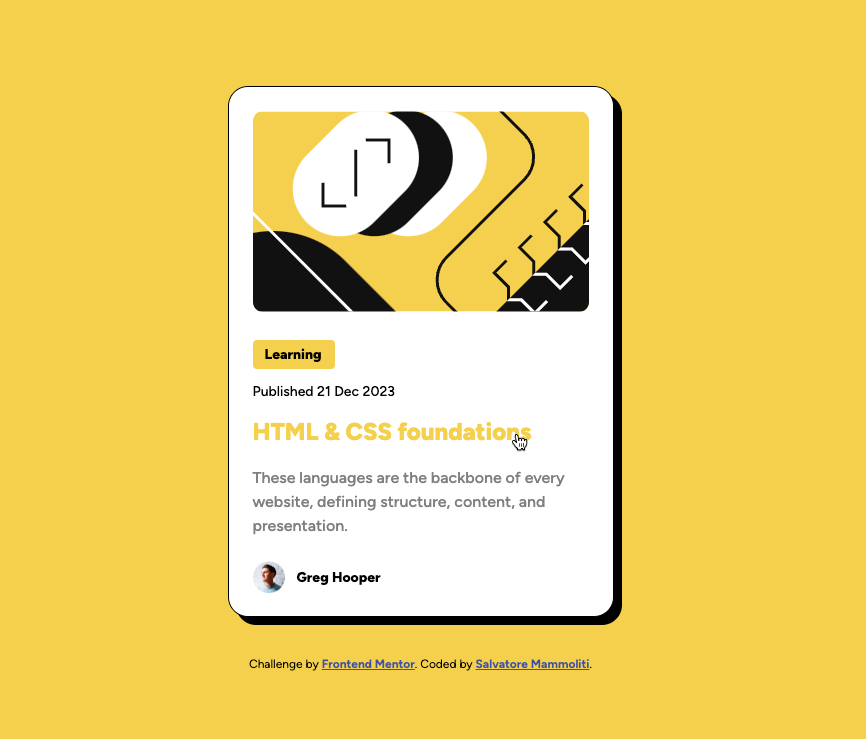 Learning
Published 21 Dec 2023
HTML & CSS foundations
These languages are the backbone of every
website, defining structure, content, and
presentation.
Greg Hooper
Challenge by Frontend Mentor. Coded by Salvatore Mammoliti.